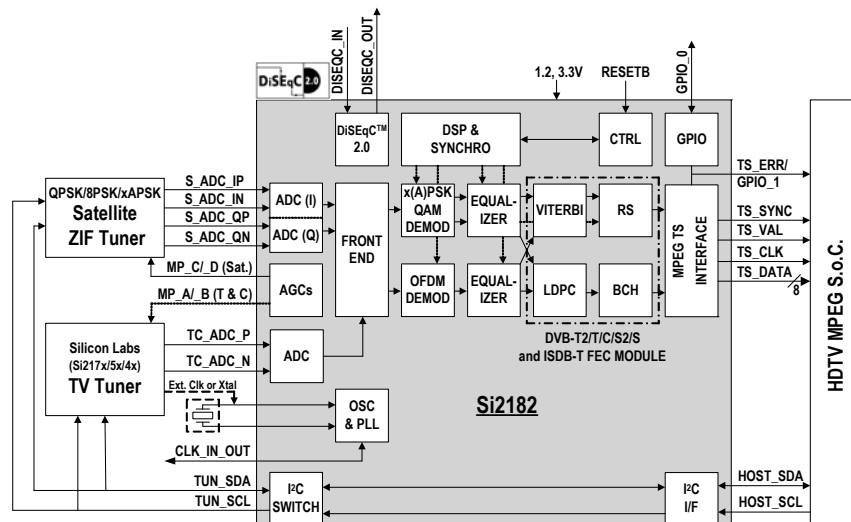 DiSEqC 2.0
DISEQC_IN
DISEQC_OUT
1.2, 3.3V
RESETB
GPIO_0
DiSEqC™
2.0
DSP &
SYNCHRO
CTRL
GPIO
TS_ERR/
GPIO_1
QPSK/8PSK/xAPSK
Satellite
ZIF Tuner
S_ADC_IP
S_ADC_IN
S_ADC_QP
S_ADC_QN
ADC (I)
ADC (Q)
FRONT
END
x(A)PSK
QAM
DEMOD
EQUAL-
IZER
VITERBI
RS
MPEG TS
INTERFACE
TS_SYNC
TS_VAL
TS_CLK
TS_DATA
8
HDTV MPEG S.o.C.
MP_C/_D (Sat.)
MP_A/_B (T & C)
AGCs
OFDM
DEMOD
EQUAL-
IZER
LDPC
BCH
DVB-T2/T/C/S2/S
and ISDB-T FEC MODULE
Silicon Labs
(Si217x/5x/4x)
TV Tuner
TC_ADC_P
TC_ADC_N
ADC
Ext. Clk or Xtal
OSC
& PLL
Si2182
CLK_IN_OUT
TUN_SDA
TUN_SCL
I²C
SWITCH
I²C
I/F
HOST_SDA
HOST_SCL